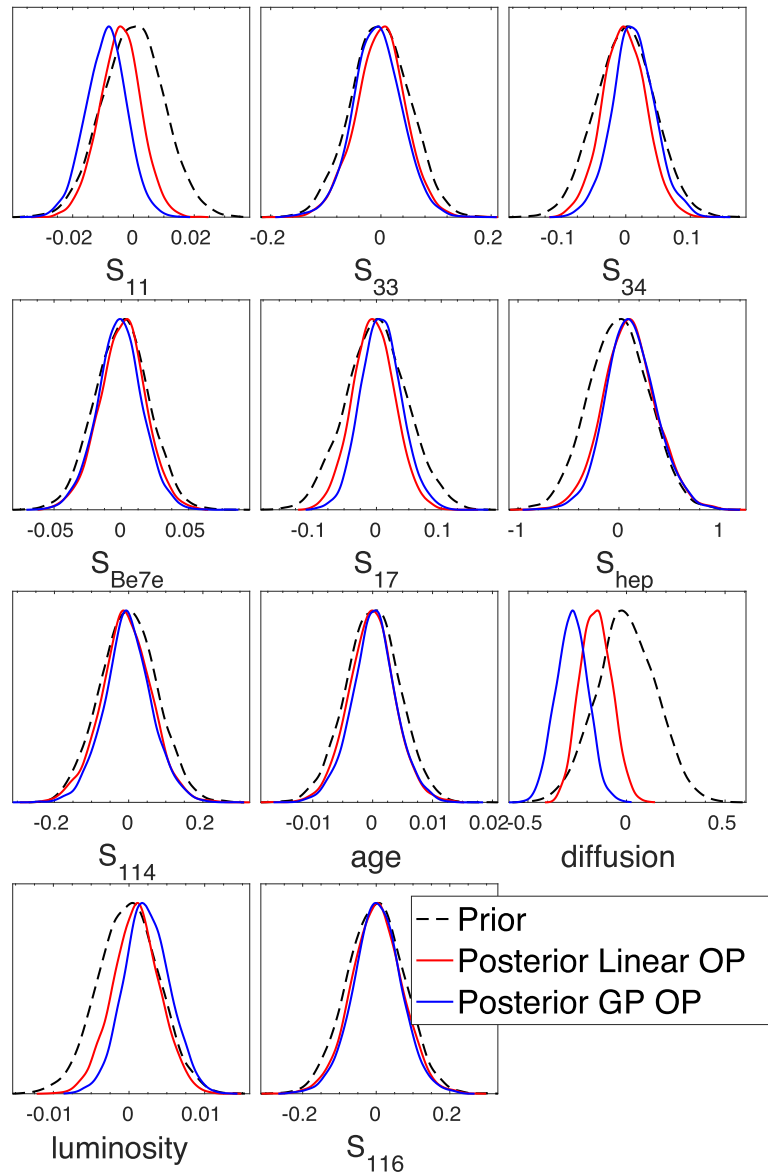 -0.02 0 0.02
S11
-0.2 0 0.2
S33
-0.1 0 0.1
S34
-0.05 0 0.05
SBe7e
-0.1 0 0.1
S17
-1 0 1
Shep
-0.2 0 0.2
S114
-0.01 0 0.01 0.02
age
-0.5 0 0.5
diffusion
-0.01 0 0.01
luminosity
-0.2 0 0.2
S116
Prior
Posterior Linear OP
Posterior GP OP